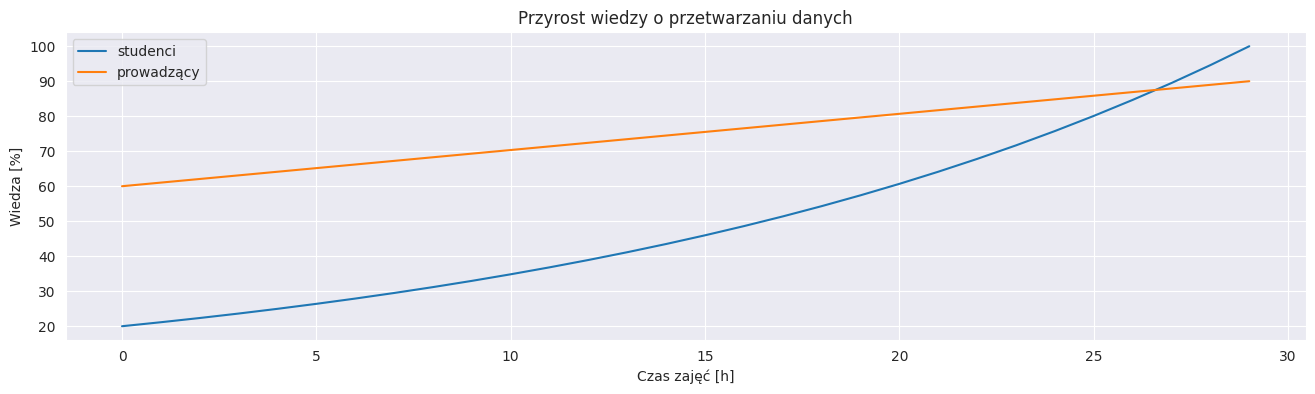 Przyrost wiedzy o przetwarzaniu danych
studenci
prowadzący
Wiedza [%]
100
90
80
70
60
50
40
30
20
0 5 10 15 20 25 30
Czas zajęć [h]